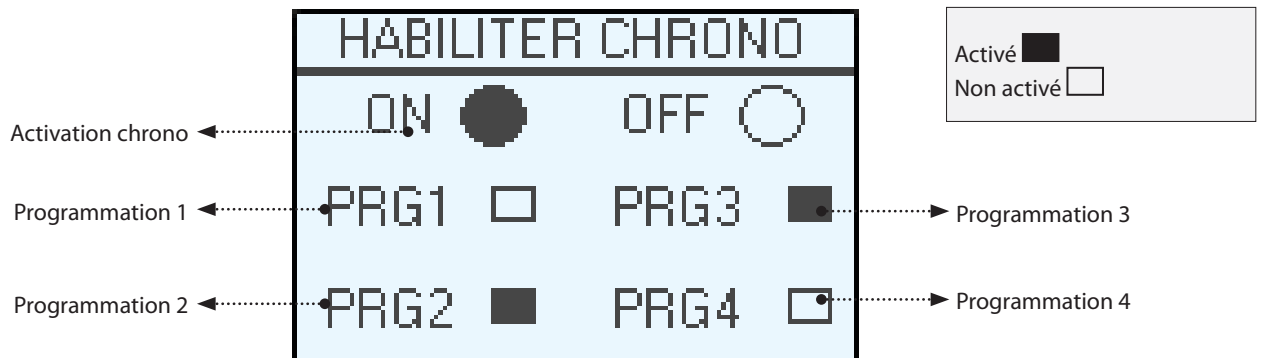 HABILITER CHRONO
Activé
Non activé
ON OFF
Activation chrono
PRG1 PRG3
Programmation 1
Programmation 3
PRG2 PRG4
Programmation 2
Programmation 4